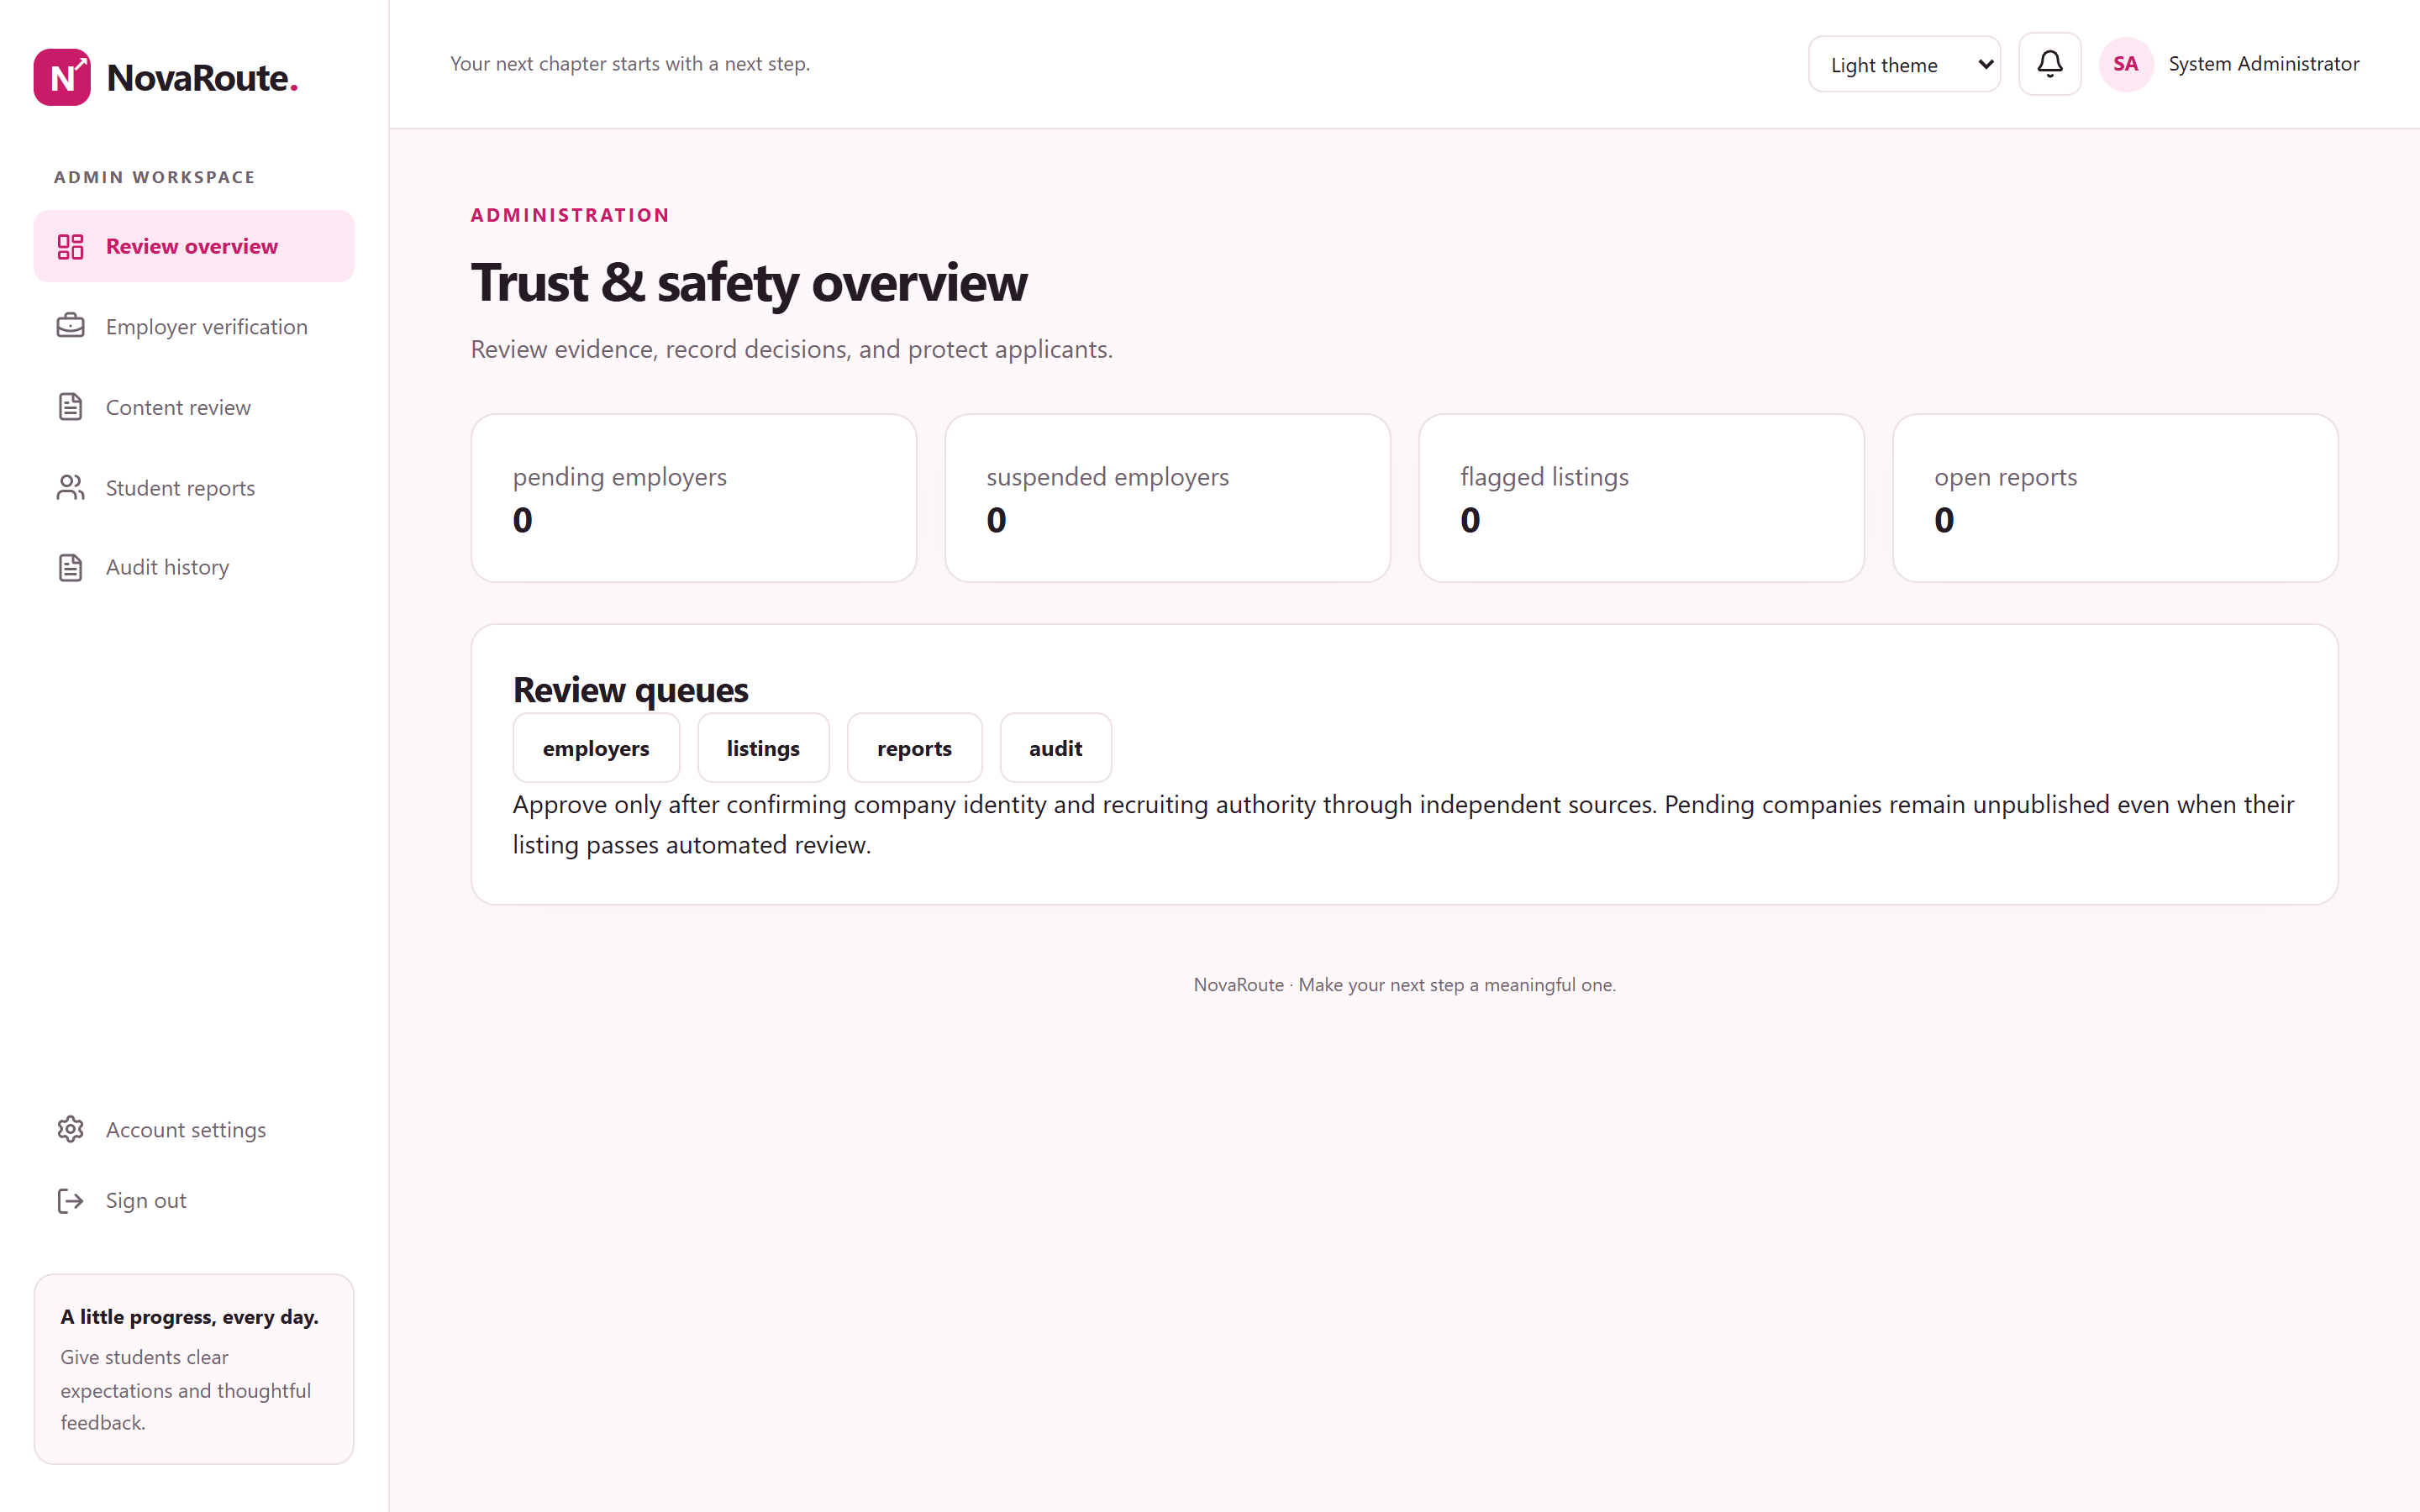 NovaRoute.
ADMIN WORKSPACE
Review overview
Employer verification
Content review
Student reports
Audit history
Account settings
Sign out
A little progress, every day.
Give students clear
expectations and thoughtful
feedback.
Your next chapter starts with a next step.
Light theme
SA
System Administrator
ADMINISTRATION
Trust & safety overview
Review evidence, record decisions, and protect applicants.
pending employers
0
suspended employers
0
flagged listings
0
open reports
0
Review queues
employers
listings
reports
audit
Approve only after confirming company identity and recruiting authority through independent sources. Pending companies remain unpublished even when their
listing passes automated review.
NovaRoute · Make your next step a meaningful one.